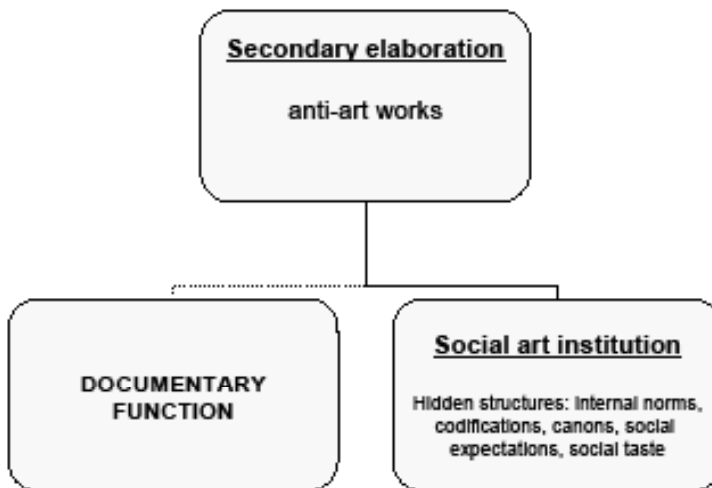 Secondary elaboration
anti-art works
DOCUMENTARY
FUNCTION
Social art institution
Hidden structures: internal norms,
codifications, canons, social
expectations, social taste